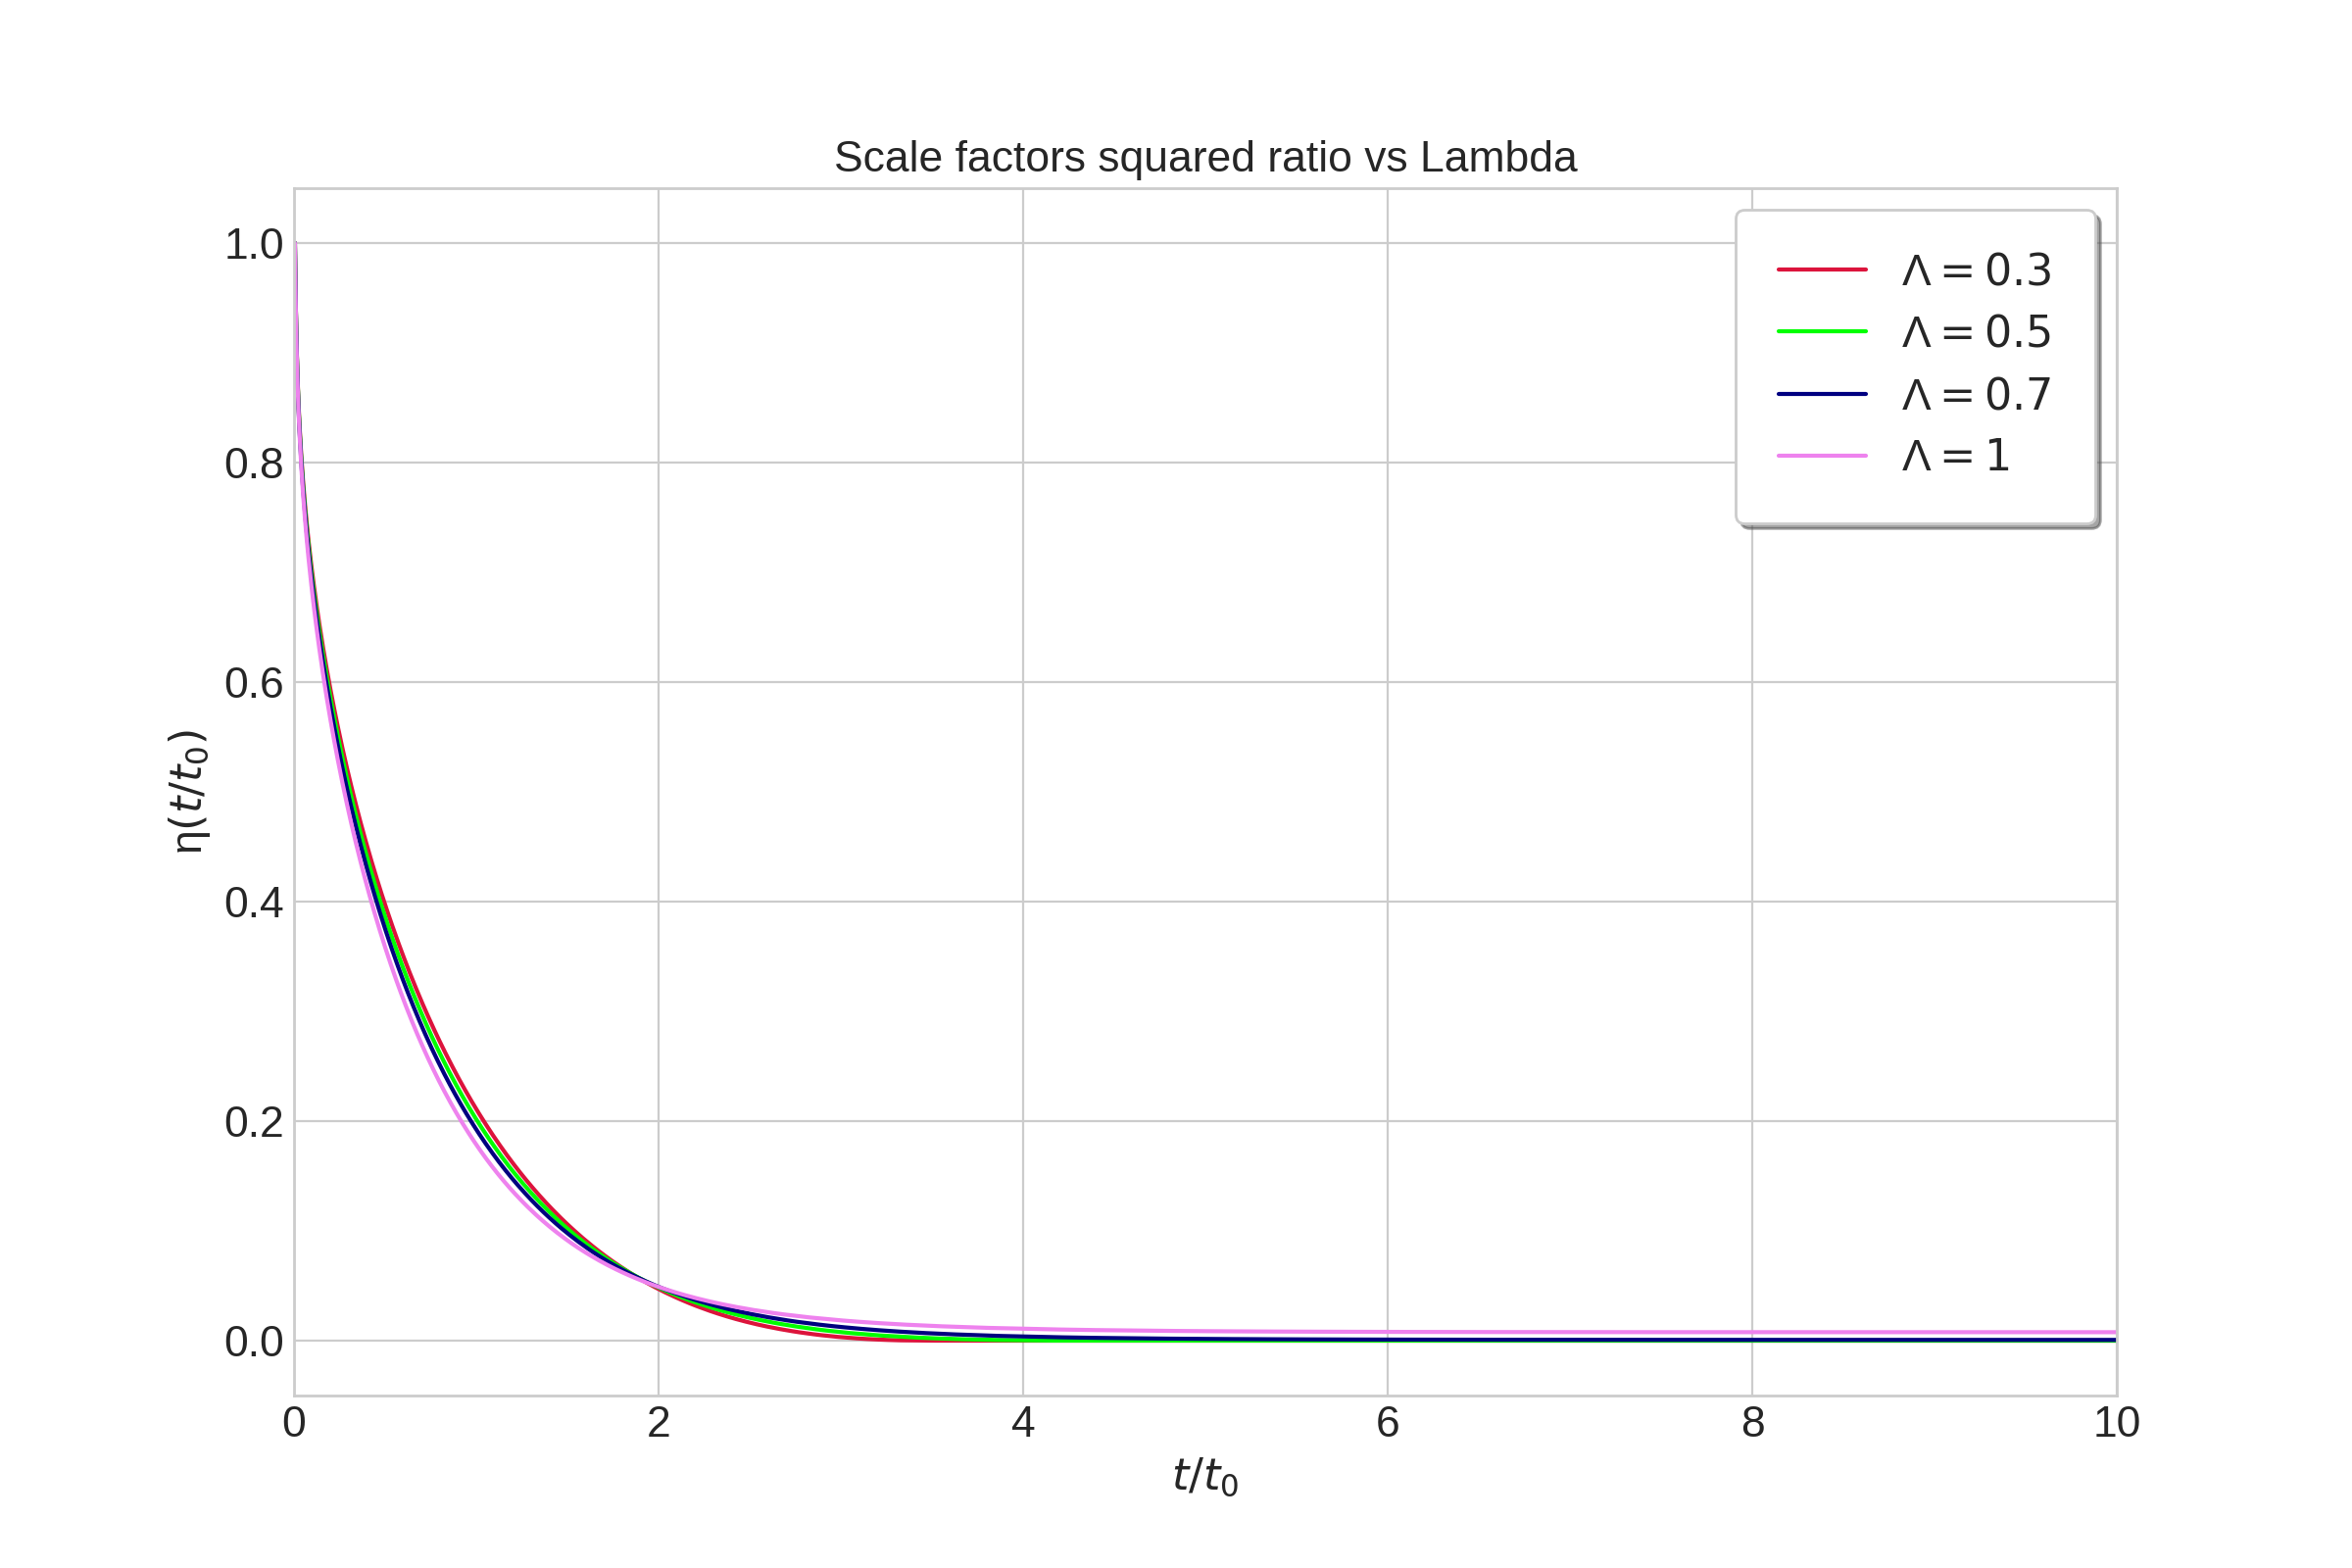 Scale factors squared ratio vs Lambda
Λ = 0.3
Λ = 0.5
Λ = 0.7
Λ = 1
1.0
0.8
0.6
0.4
0.2
0.0
η(t/t₀)
0 2 4 6 8 10
t/t₀